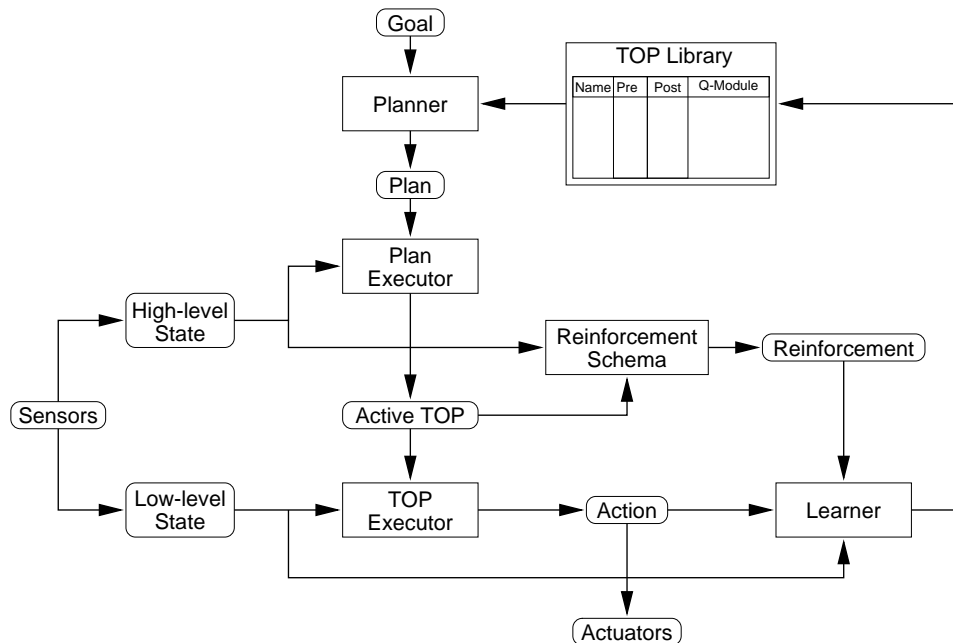 Goal
TOP Library
Name Pre Post Q-Module
Planner
Plan
Plan
Executor
High-level
State
Reinforcement
Schema
Reinforcement
Sensors
Active TOP
Low-level
State
TOP
Executor
Action
Learner
Actuators